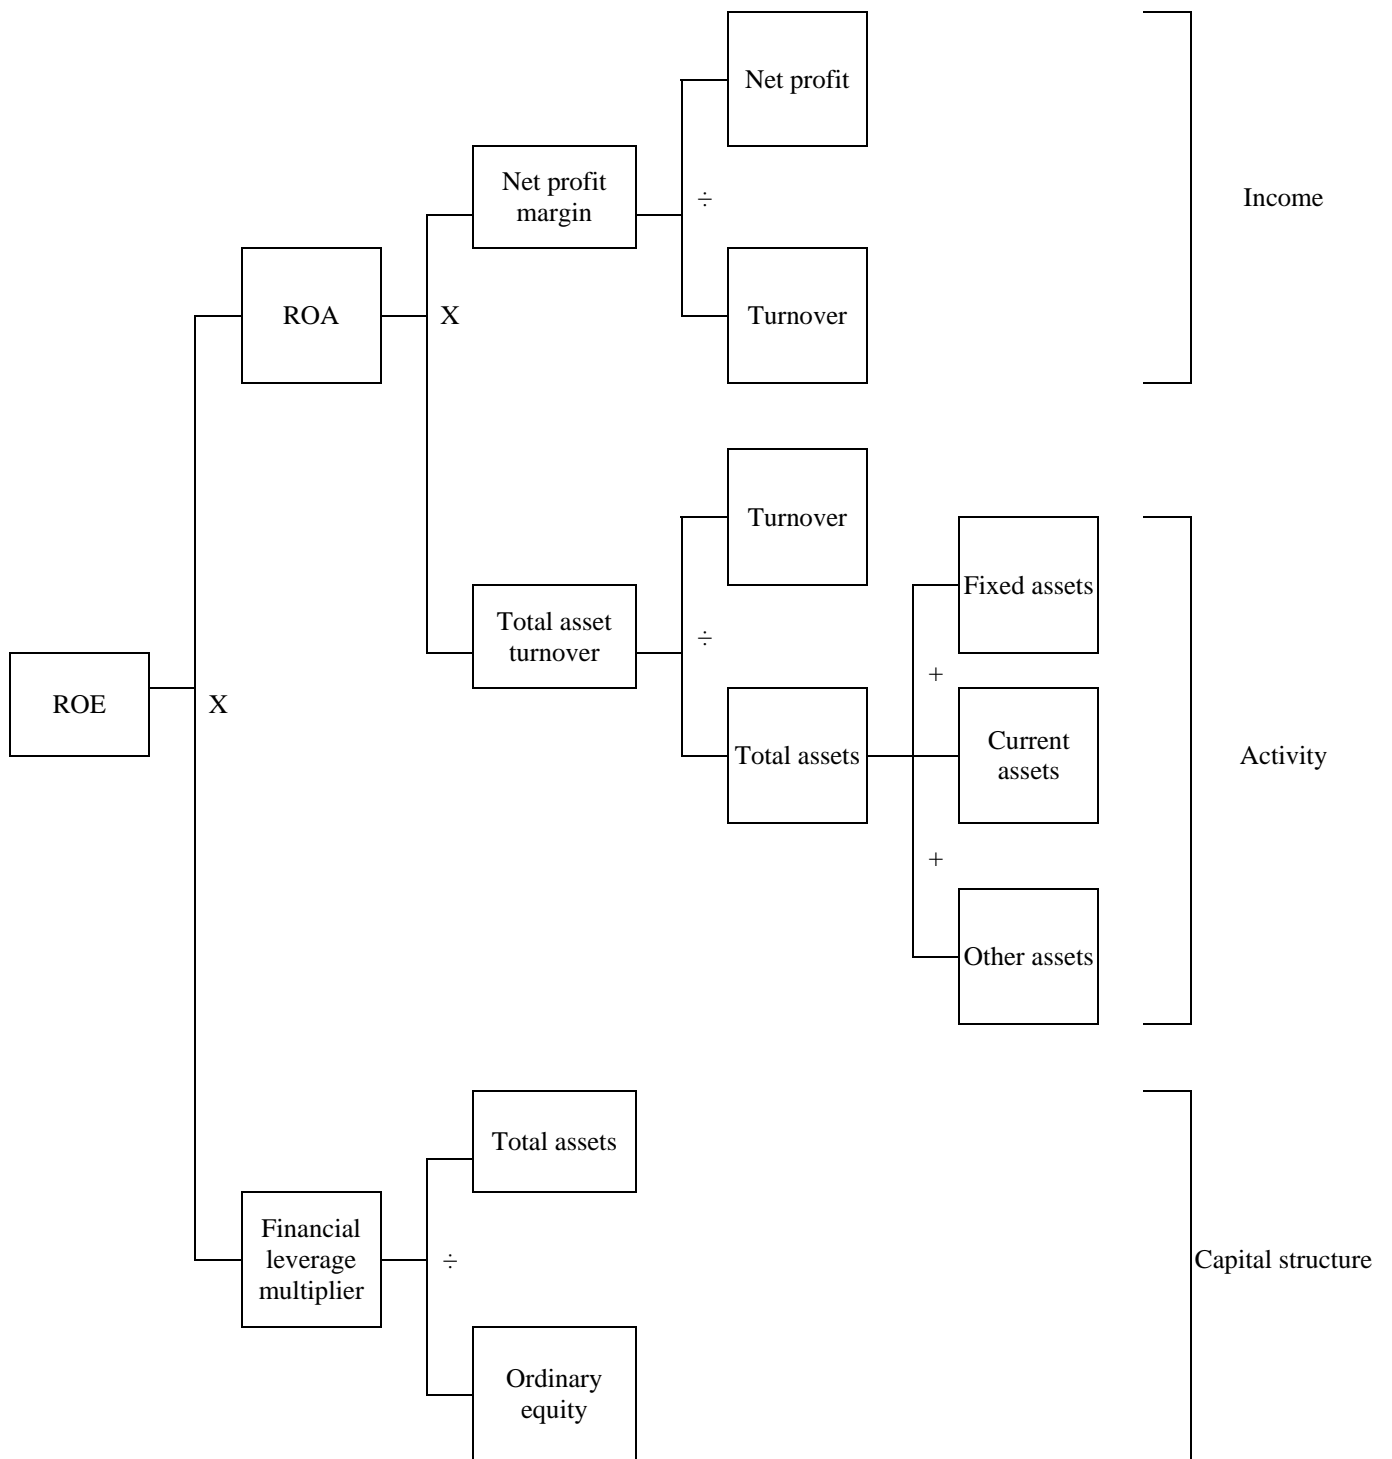 Net profit
Net profit
margin
÷
Income
ROA
X
Turnover
Turnover
Fixed assets
Total asset
turnover
÷
+
ROE
X
Total assets
Current
assets
Activity
+
Other assets
Total assets
Financial
leverage
multiplier
÷
Capital structure
Ordinary
equity